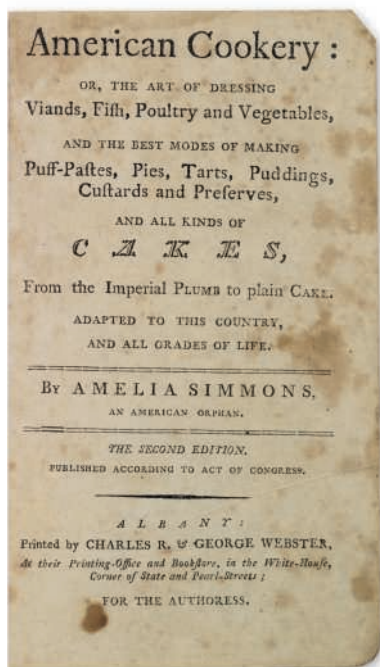 American Cookery:
OR, THE ART OF DRESSING
Viands, Fiſh, Poultry and Vegetables,
AND THE BEST MODES OF MAKING
Puff-Paſtes, Pies, Tarts, Puddings,
Cuſtards and Preſerves,
AND ALL KINDS OF
CAKES,
From the Imperial PLUMB to plain CAKE.
ADAPTED TO THIS COUNTRY,
AND ALL GRADES OF LIFE.
By AMELIA SIMMONS,
AN AMERICAN ORPHAN.
THE SECOND EDITION.
PUBLISHED ACCORDING TO ACT OF CONGRESS.
ALBANY:
Printed by CHARLES R. & GEORGE WEBSTER,
At their Printing-Office and Bookſtore, in the White-Houſe,
Corner of State and Pearl-Streets;
FOR THE AUTHORESS.